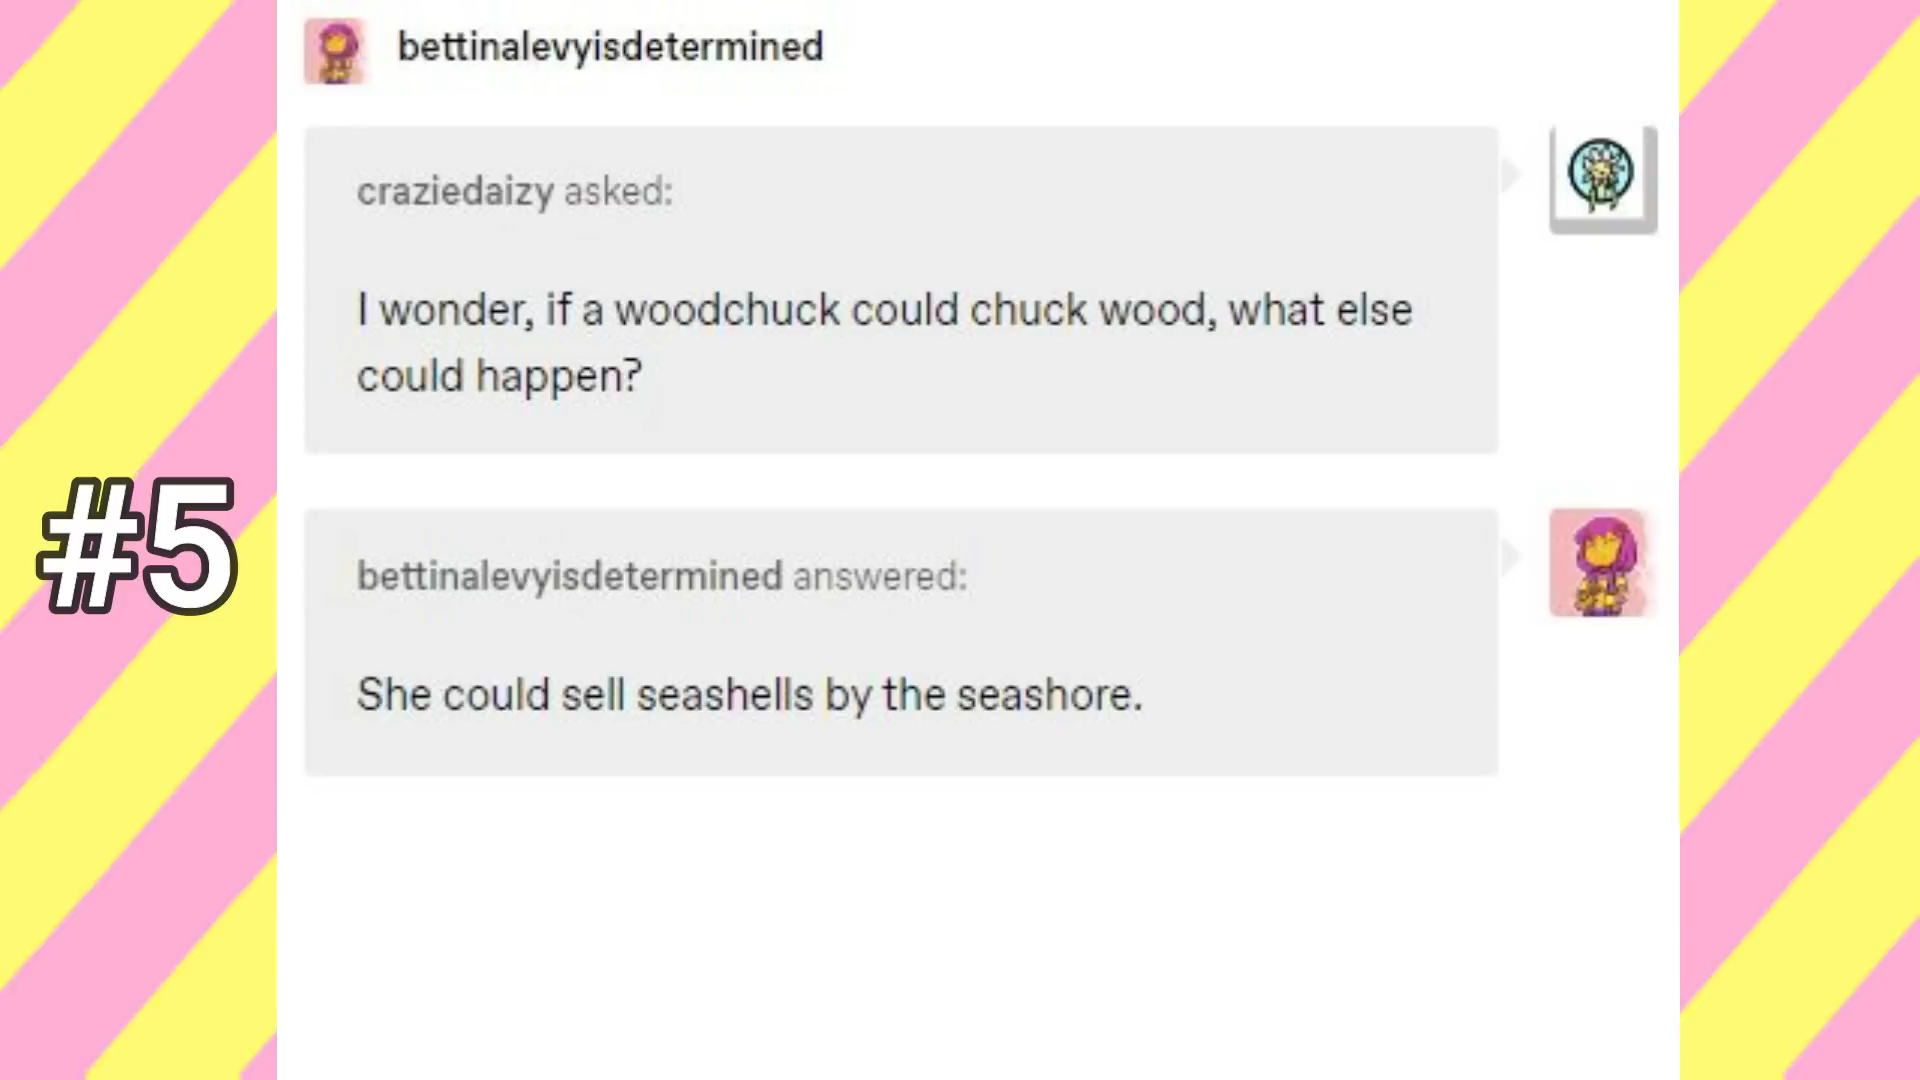 bettinalevyisdetermined
craziedaizy asked:
I wonder, if a woodchuck could chuck wood, what else
could happen?
#5
bettinalevyisdetermined answered:
She could sell seashells by the seashore.